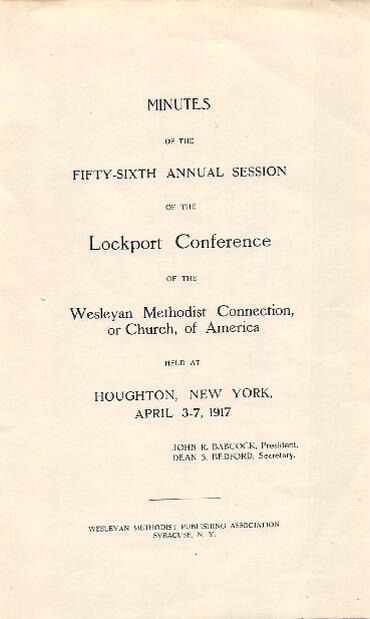 MINUTES
OF THE
FIFTY-SIXTH ANNUAL SESSION
OF THE
Lockport Conference
OF THE
Wesleyan Methodist Connection,
or Church, of America
HELD AT
HOUGHTON, NEW YORK,
APRIL 3-7, 1917
JOHN R. BABCOCK, President.
DEAN S. BEDFORD, Secretary.
WESLEYAN METHODIST PUBLISHING ASSOCIATION
SYRACUSE, N. Y.